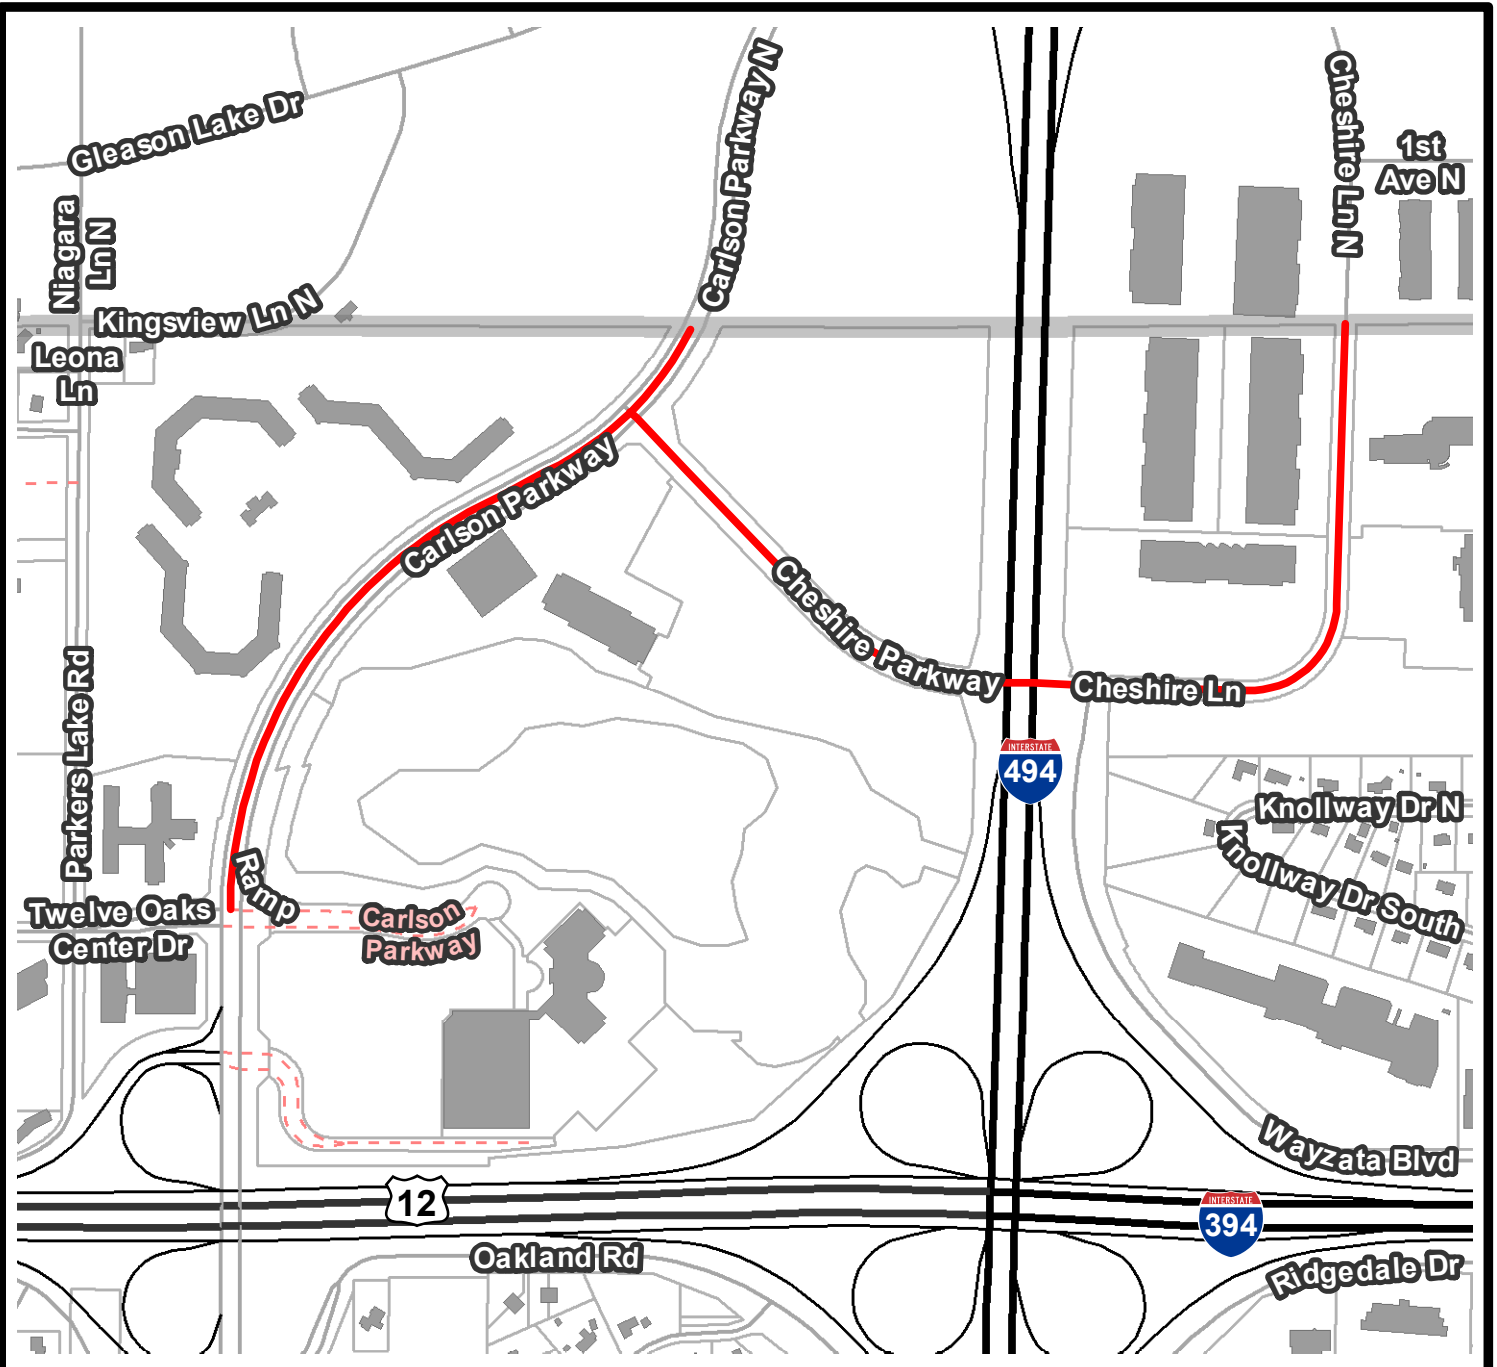 Carlson Parkway N
Cheshire Ln N
Gleason Lake Dr
1st
Ave N
Niagara
Ln N
Kingsview Ln N
Leona
Ln
Carlson Parkway
Cheshire Parkway
Cheshire Ln
Parkers Lake Rd
INTERSTATE
494
Knollway Dr N
Knollway Dr South
Ramp
Twelve Oaks
Center Dr
Carlson
Parkway
Wayzata Blvd
12
INTERSTATE
394
Oakland Rd
Ridgedale Dr